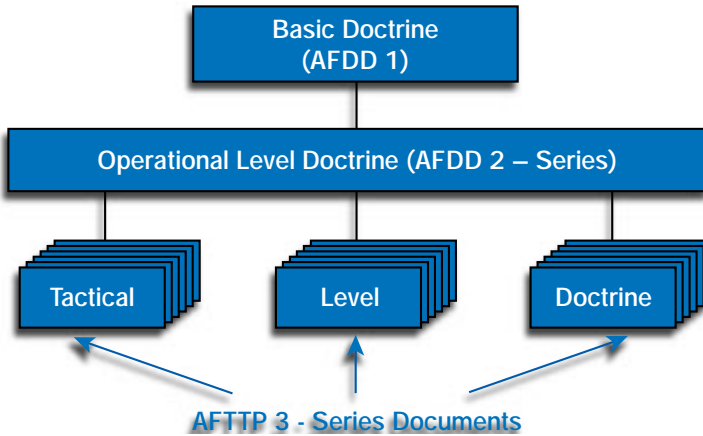 Basic Doctrine
(AFDD 1)
Operational Level Doctrine (AFDD 2 – Series)
Tactical
Level
Doctrine
AFTTP 3 - Series Documents